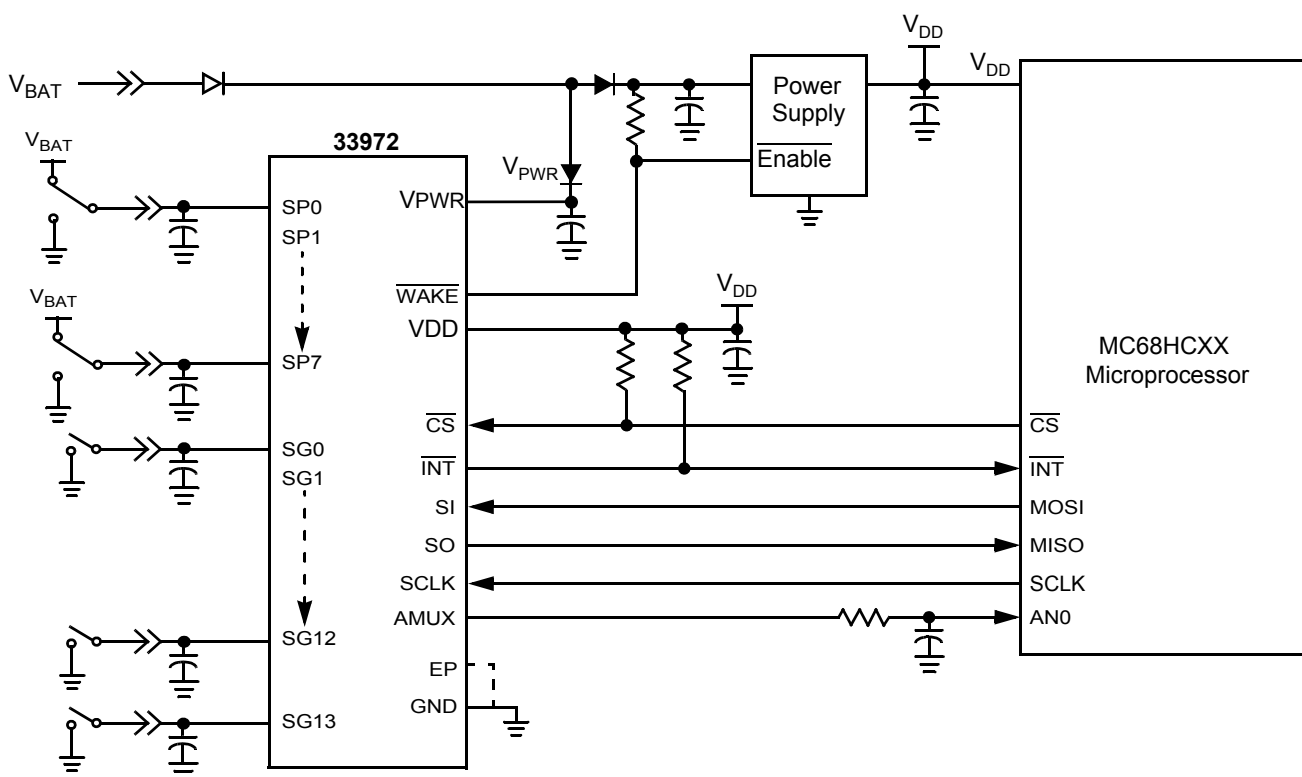 V_DD
V_BAT
Power
Supply
V_DD
V_BAT
33972
Enable
V_PWR
VPWR
SP0
SP1
V_BAT
WAKE
V_DD
VDD
SP7
MC68HCXX
Microprocessor
CS
CS
SG0
INT
INT
SG1
SI
MOSI
SO
MISO
SCLK
SCLK
AMUX
AN0
SG12
EP
GND
SG13